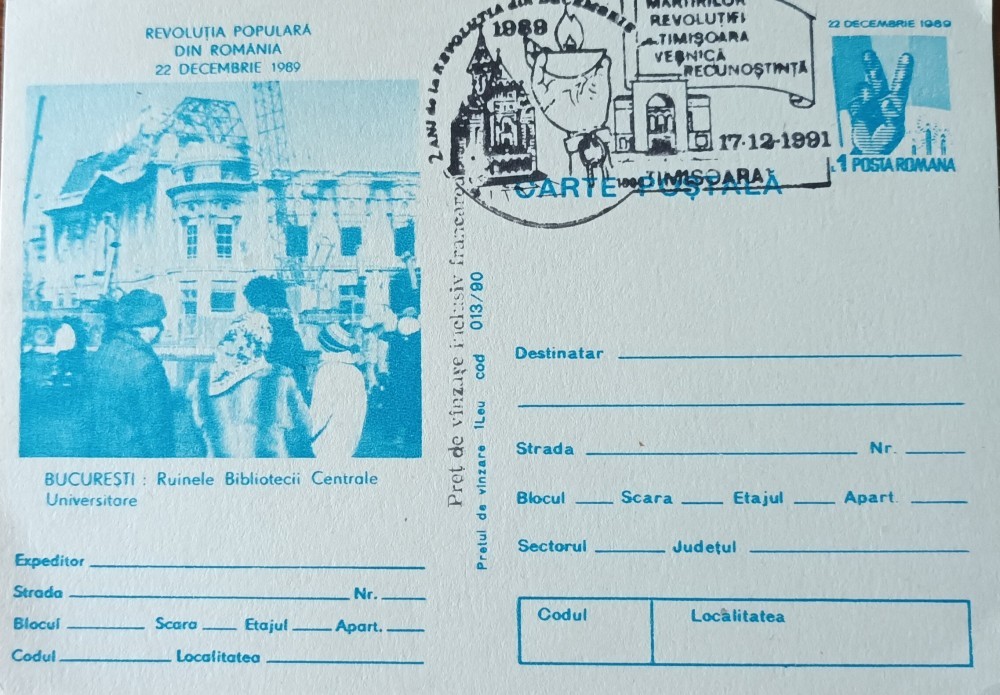 REVOLUȚIA POPULARĂ
DIN ROMÂNIA
22 DECEMBRIE 1989
BUCUREȘTI : Ruinele Bibliotecii Centrale
Universitare
Expeditor
Strada Nr.
Blocul Scara Etajul Apart.
Codul Localitatea
2 ANI de la REVOLUȚIA din DECEMBRIE
1989
MARTIRILOR
REVOLUȚIEI
TIMIȘOARA
VEȘNICĂ
RECUNOȘTINȚĂ
17-12-1991
TIMIȘOARA
22 DECEMBRIE 1989
L1 POSTA ROMANA
CARTE POȘTALĂ
Preț de vînzare inclusiv francare
Prețul de vînzare 1Leu cod 013/90
Destinatar
Strada Nr.
Blocul Scara Etajul Apart.
Sectorul Județul
Codul Localitatea